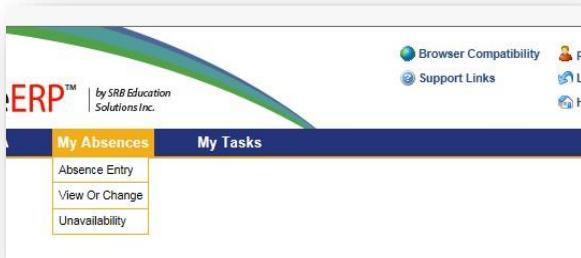 Browser Compatibility
Support Links
eERP™ | by SRB Education
Solutions Inc.
My Absences
My Tasks
Absence Entry
View Or Change
Unavailability